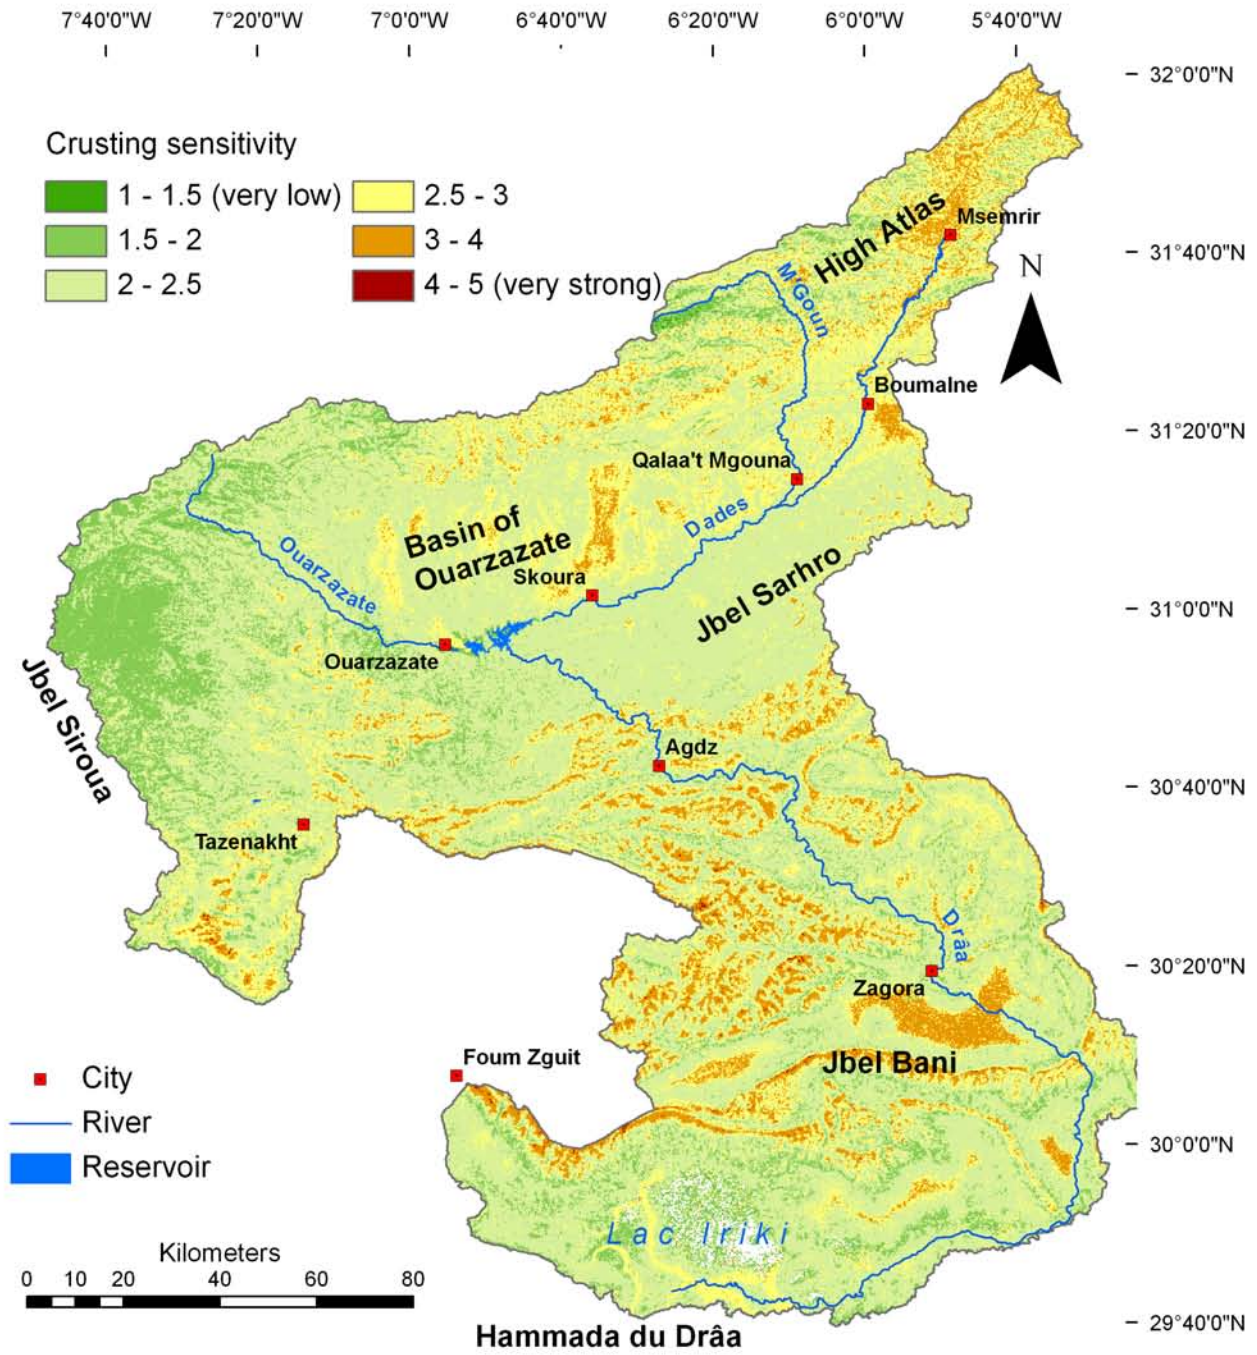 7°40'0"W 7°20'0"W 7°0'0"W 6°40'0"W 6°20'0"W 6°0'0"W 5°40'0"W
32°0'0"N
Crusting sensitivity
1 - 1.5 (very low) 2.5 - 3
1.5 - 2 3 - 4
2 - 2.5 4 - 5 (very strong)
High Atlas
Msemrir
31°40'0"N
N
M'Goun
Boumalne
31°20'0"N
Qalaa't Mgouna
Dades
Basin of
Ouarzazate
Ouarzazate
Skoura
Jbel Sarhro
31°0'0"N
Ouarzazate
Jbel Siroua
Agdz
30°40'0"N
Tazenakht
Drâa
30°20'0"N
Zagora
Foum Zguit
Jbel Bani
City
River
Reservoir
30°0'0"N
Lac Iriki
Kilometers
0 10 20 40 60 80
29°40'0"N
Hammada du Drâa